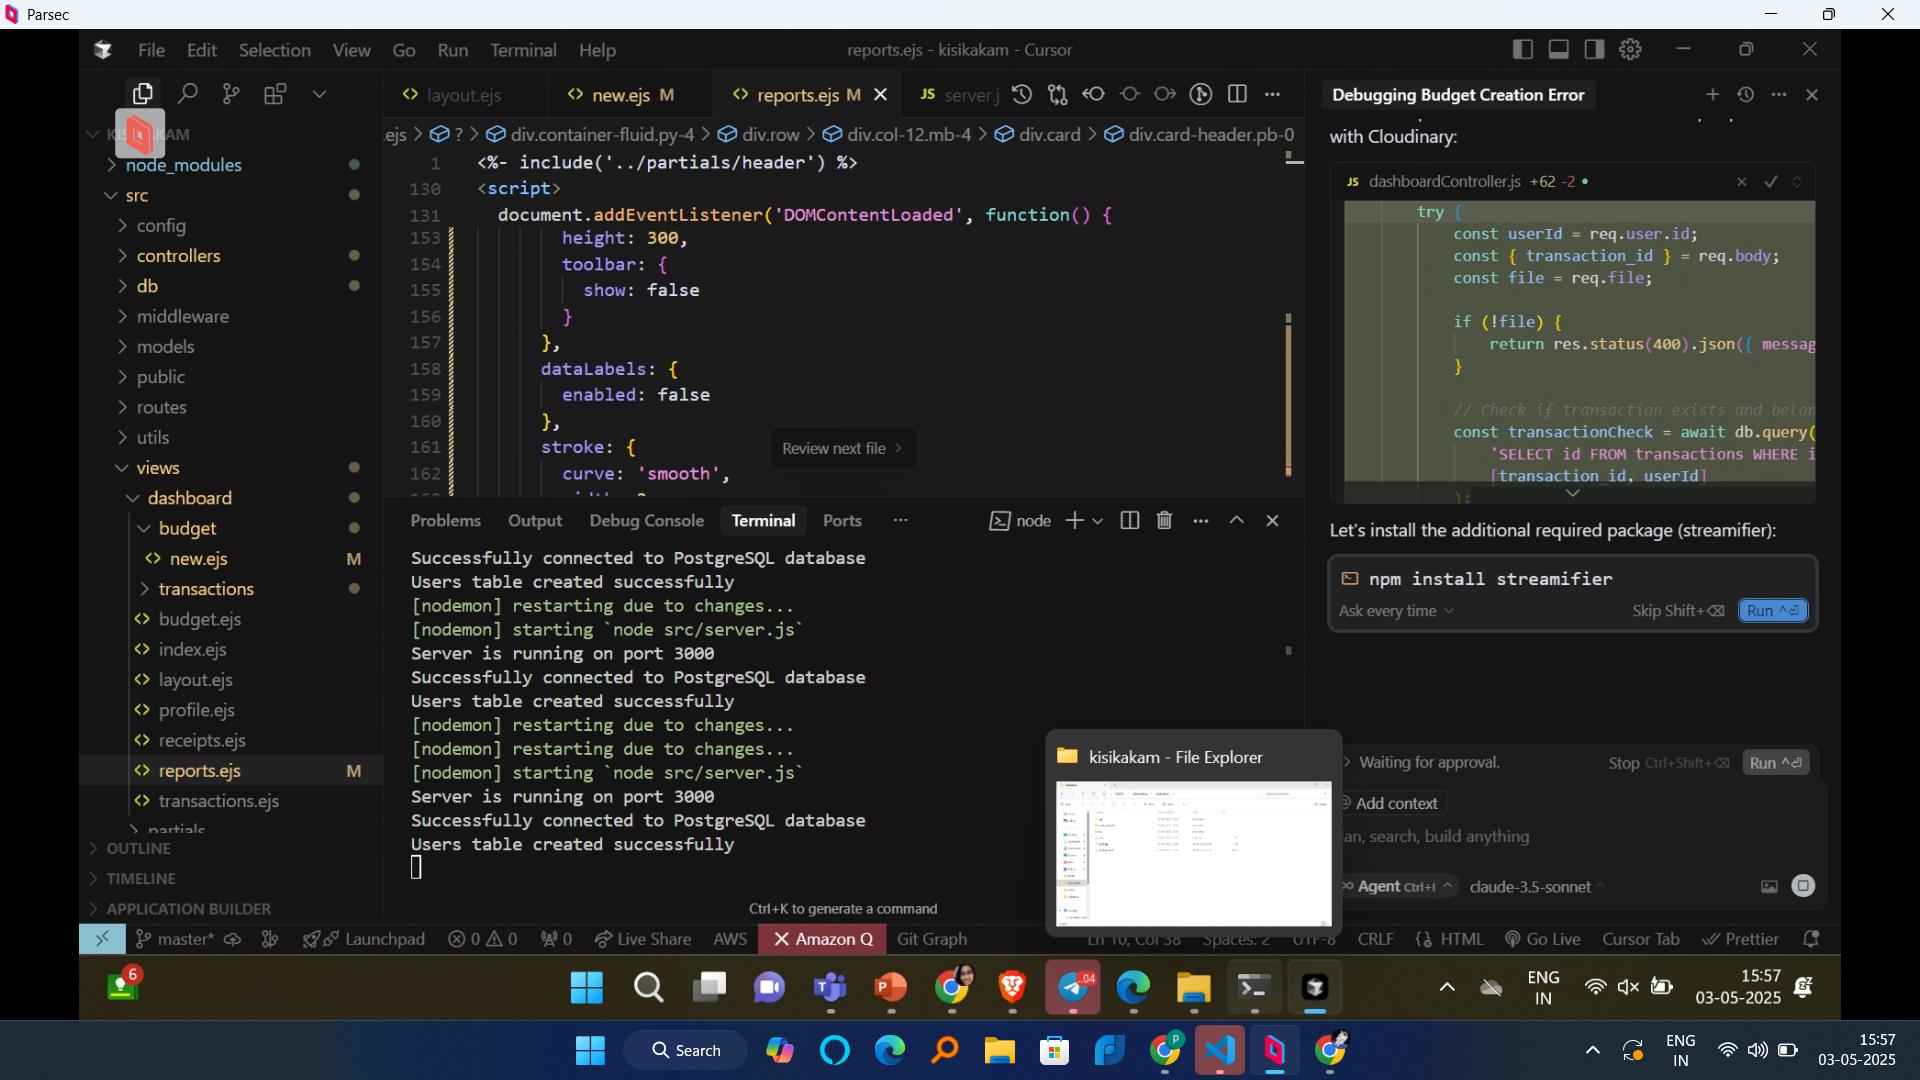 Parsec
File Edit Selection View Go Run Terminal Help
reports.ejs - kisikakam - Cursor
layout.ejs
new.ejs M
reports.ejs M
JS server.j
KISIKAKAM
node_modules
src
config
controllers
db
middleware
models
public
routes
utils
views
dashboard
budget
new.ejs M
transactions
budget.ejs
index.ejs
layout.ejs
profile.ejs
receipts.ejs
reports.ejs M
transactions.ejs
partials
OUTLINE
TIMELINE
APPLICATION BUILDER
.ejs > ? > div.container-fluid.py-4 > div.row > div.col-12.mb-4 > div.card > div.card-header.pb-0
1 <%- include('../partials/header') %>
130 <script>
131 document.addEventListener('DOMContentLoaded', function() {
153 height: 300,
154 toolbar: {
155 show: false
156 }
157 },
158 dataLabels: {
159 enabled: false
160 },
161 stroke: {
162 curve: 'smooth',
Review next file >
Problems Output Debug Console Terminal Ports ...
node
Successfully connected to PostgreSQL database
Users table created successfully
[nodemon] restarting due to changes...
[nodemon] starting `node src/server.js`
Server is running on port 3000
Successfully connected to PostgreSQL database
Users table created successfully
[nodemon] restarting due to changes...
[nodemon] restarting due to changes...
[nodemon] starting `node src/server.js`
Server is running on port 3000
Successfully connected to PostgreSQL database
Users table created successfully
Ctrl+K to generate a command
Debugging Budget Creation Error
with Cloudinary:
JS dashboardController.js +62 -2
try {
const userId = req.user.id;
const { transaction_id } = req.body;
const file = req.file;
if (!file) {
return res.status(400).json({ messag
}
// Check if transaction exists and belon
const transactionCheck = await db.query(
'SELECT id FROM transactions WHERE i
[transaction_id, userId]
);
Let's install the additional required package (streamifier):
npm install streamifier
Ask every time
Skip Shift+⌫ Run ^⏎
kisikakam - File Explorer
Waiting for approval.
Stop Ctrl+Shift+⌫ Run ^⏎
Add context
an, search, build anything
Agent Ctrl+I claude-3.5-sonnet
master* Launchpad 0 0 0 Live Share AWS Amazon Q Git Graph
Ln 10, Col 38 Spaces: 2 UTF-8 CRLF HTML Go Live Cursor Tab Prettier
6
..04
ENG
IN
15:57
03-05-2025
Search
P
ENG
IN
15:57
03-05-2025